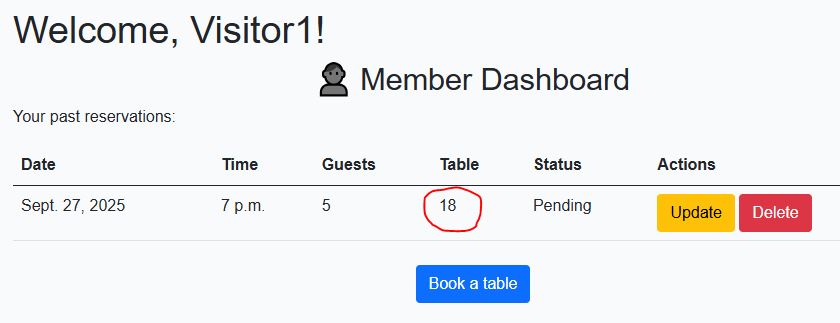 Welcome, Visitor1!
Member Dashboard
Your past reservations:
Date Time Guests Table Status Actions
Sept. 27, 2025 7 p.m. 5 18 Pending Update Delete
Book a table